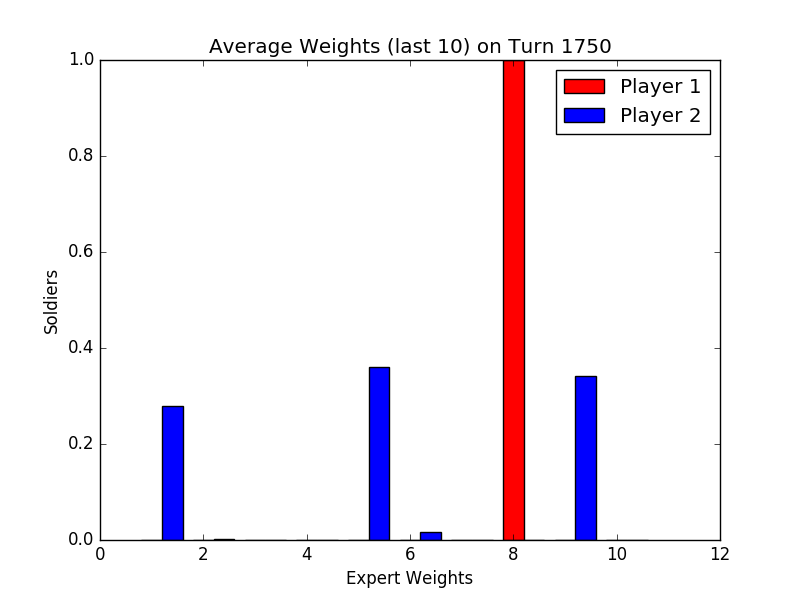 Average Weights (last 10) on Turn 1750
1.0
Player 1
Player 2
0.8
0.6
Soldiers
0.4
0.2
0.0
0 2 4 6 8 10 12
Expert Weights